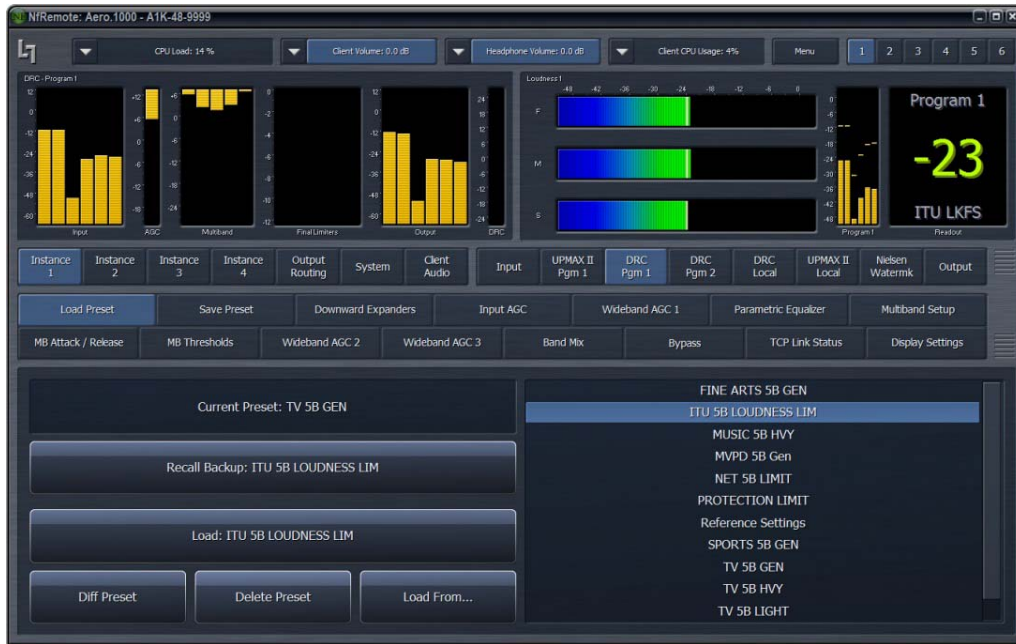 NfRemote: Aero.1000 - A1K-48-9999
CPU Load: 14 %
Client Volume: 0.0 dB
Headphone Volume: 0.0 dB
Client CPU Usage: 4%
Menu
1 2 3 4 5 6
DRC - Program 1
Input
AGC
Multiband
Final Limiters
Output
DRC
Loudness 1
-48 -42 -36 -30 -24 -18 -12 -6 0
F
M
S
Program 1
Program 1
-23
ITU LKFS
Readout
Instance 1
Instance 2
Instance 3
Instance 4
Output Routing
System
Client Audio
Input
UPMAX II Pgm 1
DRC Pgm 1
DRC Pgm 2
DRC Local
UPMAX II Local
Nielsen Watermk
Output
Load Preset
Save Preset
Downward Expanders
Input AGC
Wideband AGC 1
Parametric Equalizer
Multiband Setup
MB Attack / Release
MB Thresholds
Wideband AGC 2
Wideband AGC 3
Band Mix
Bypass
TCP Link Status
Display Settings
Current Preset: TV 5B GEN
Recall Backup: ITU 5B LOUDNESS LIM
Load: ITU 5B LOUDNESS LIM
Diff Preset
Delete Preset
Load From...
FINE ARTS 5B GEN
ITU 5B LOUDNESS LIM
MUSIC 5B HVY
MVPD 5B Gen
NET 5B LIMIT
PROTECTION LIMIT
Reference Settings
SPORTS 5B GEN
TV 5B GEN
TV 5B HVY
TV 5B LIGHT